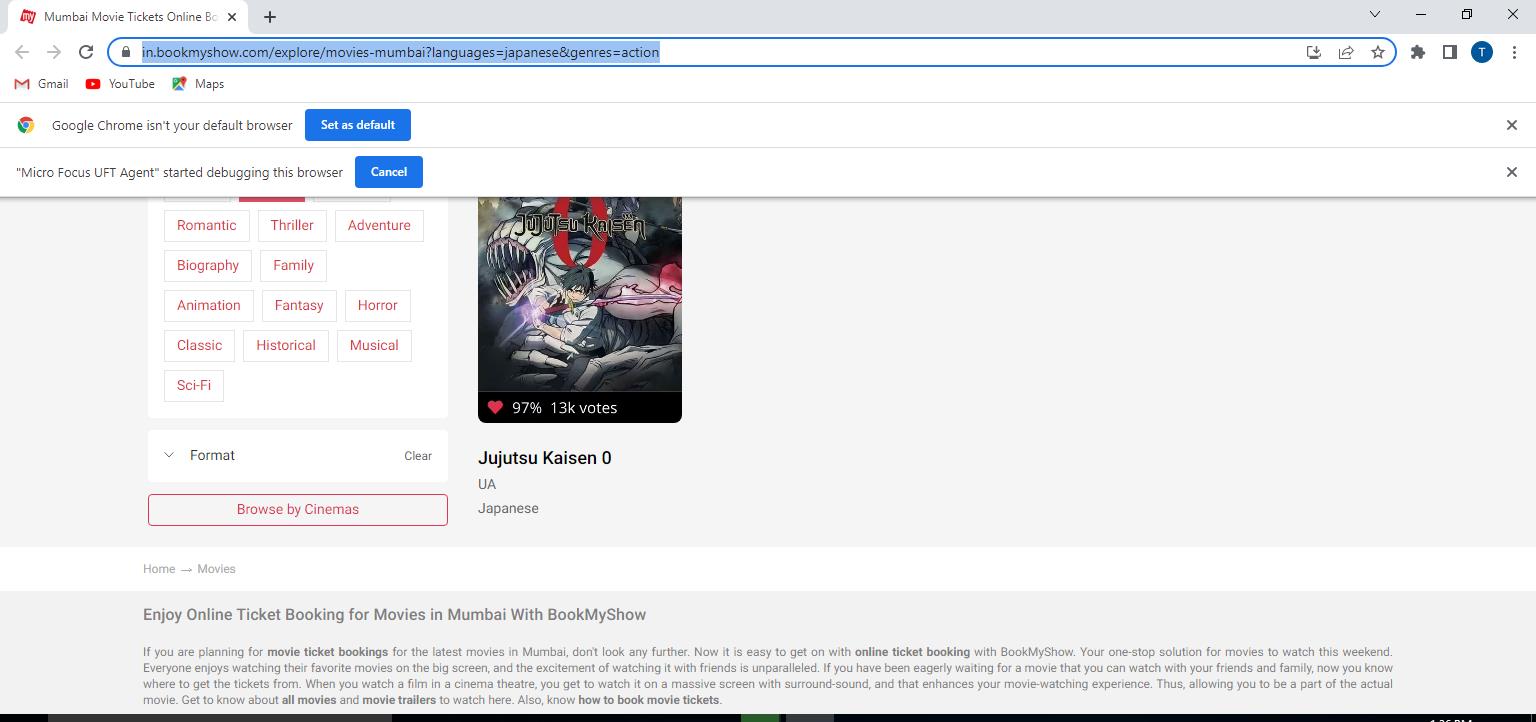 Mumbai Movie Tickets Online Bo
in.bookmyshow.com/explore/movies-mumbai?languages=japanese&genres=action
T
Gmail YouTube Maps
Google Chrome isn't your default browser Set as default
"Micro Focus UFT Agent" started debugging this browser Cancel
Romantic Thriller Adventure
Biography Family
Animation Fantasy Horror
Classic Historical Musical
Sci-Fi
Format Clear
Browse by Cinemas
JUJUTSU KAISEN
0
97% 13k votes
Jujutsu Kaisen 0
UA
Japanese
Home → Movies
Enjoy Online Ticket Booking for Movies in Mumbai With BookMyShow
If you are planning for movie ticket bookings for the latest movies in Mumbai, don't look any further. Now it is easy to get on with online ticket booking with BookMyShow. Your one-stop solution for movies to watch this weekend.
Everyone enjoys watching their favorite movies on the big screen, and the excitement of watching it with friends is unparalleled. If you have been eagerly waiting for a movie that you can watch with your friends and family, now you know
where to get the tickets from. When you watch a film in a cinema theatre, you get to watch it on a massive screen with surround-sound, and that enhances your movie-watching experience. Thus, allowing you to be a part of the actual
movie. Get to know about all movies and movie trailers to watch here. Also, know how to book movie tickets.